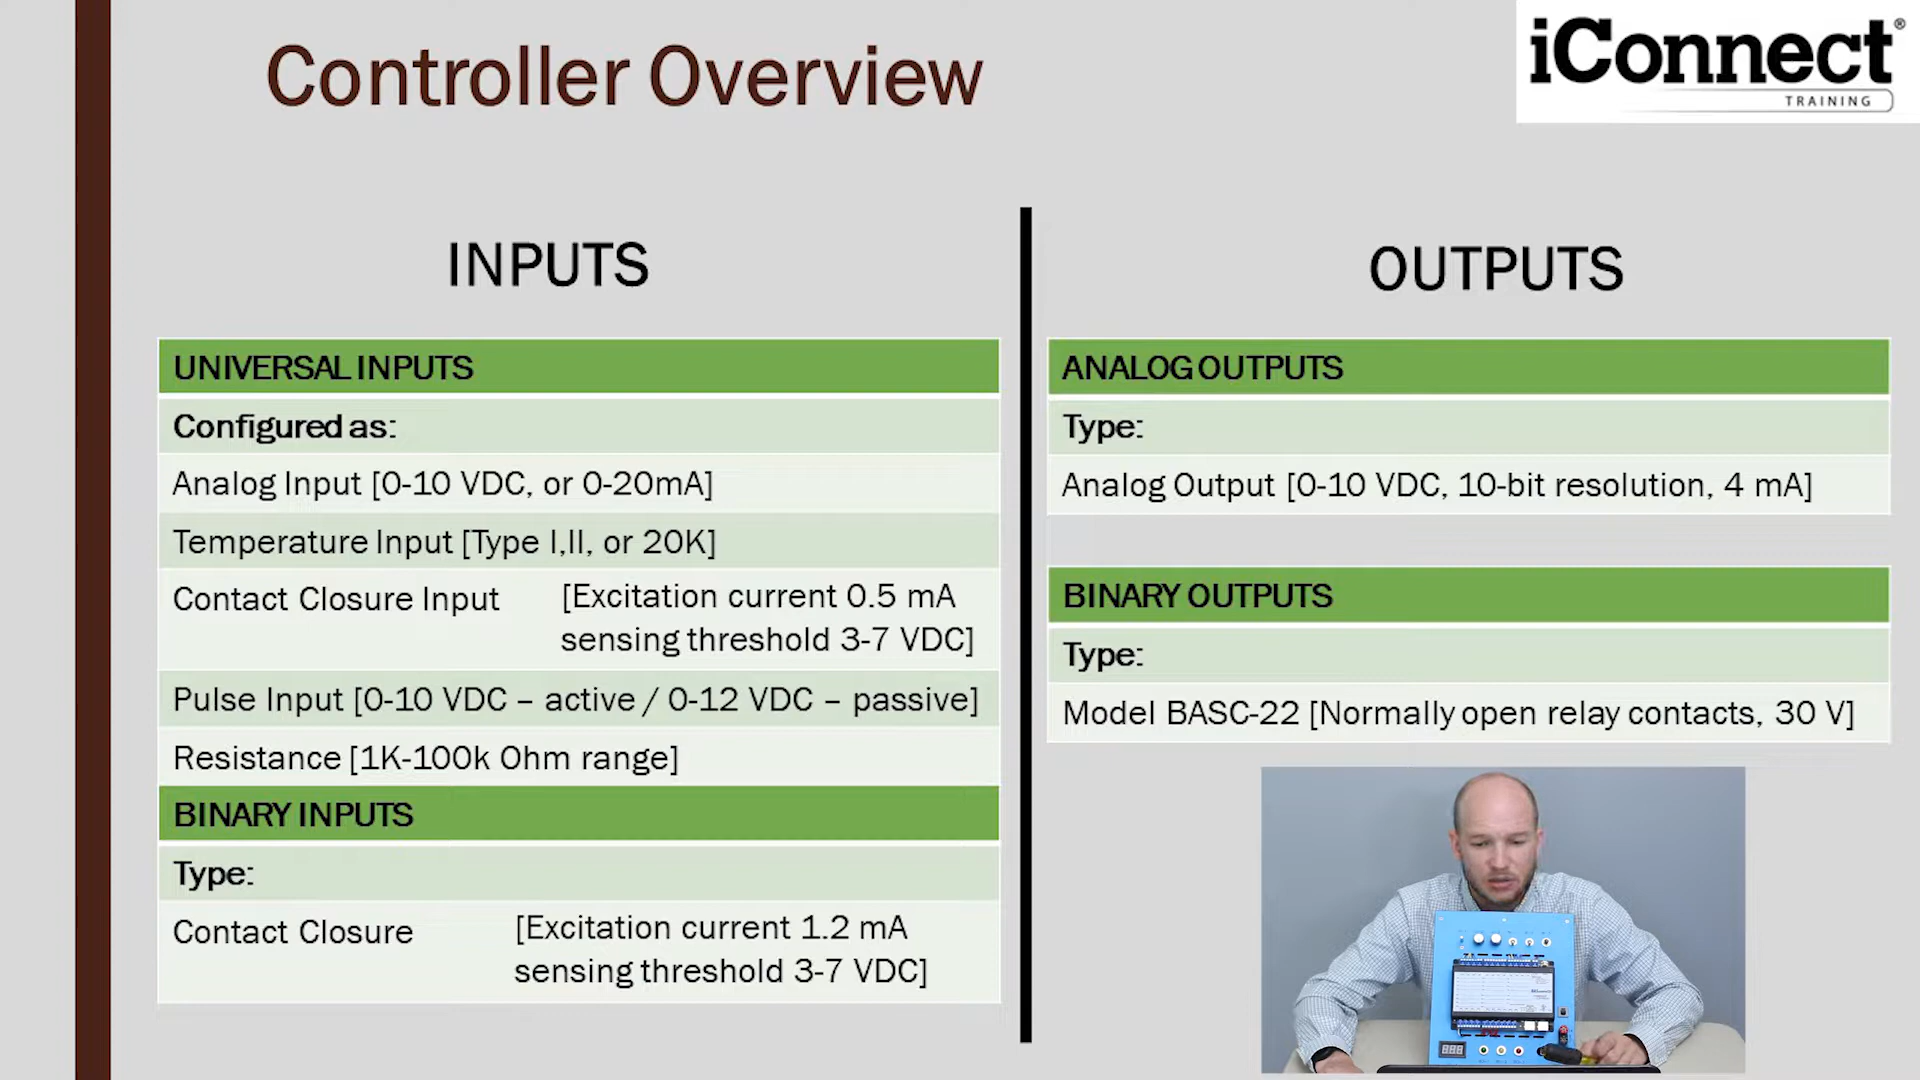 Controller Overview
iConnect®
TRAINING
INPUTS
UNIVERSAL INPUTS
Configured as:
Analog Input [0-10 VDC, or 0-20mA]
Temperature Input [Type I,II, or 20K]
Contact Closure Input [Excitation current 0.5 mA
sensing threshold 3-7 VDC]
Pulse Input [0-10 VDC – active / 0-12 VDC – passive]
Resistance [1K-100k Ohm range]
BINARY INPUTS
Type:
Contact Closure [Excitation current 1.2 mA
sensing threshold 3-7 VDC]
OUTPUTS
ANALOG OUTPUTS
Type:
Analog Output [0-10 VDC, 10-bit resolution, 4 mA]
BINARY OUTPUTS
Type:
Model BASC-22 [Normally open relay contacts, 30 V]